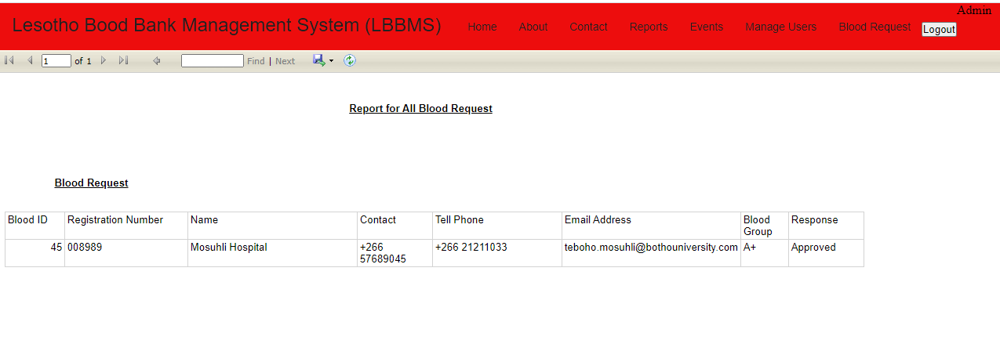 Admin
Lesotho Bood Bank Management System (LBBMS) Home About Contact Reports Events Manage Users Blood Request Logout
1 of 1 Find | Next
Report for All Blood Request
Blood Request
Blood ID Registration Number Name Contact Tell Phone Email Address Blood Group Response
45 008989 Mosuhli Hospital +266 57689045 +266 21211033 teboho.mosuhli@bothouniversity.com A+ Approved